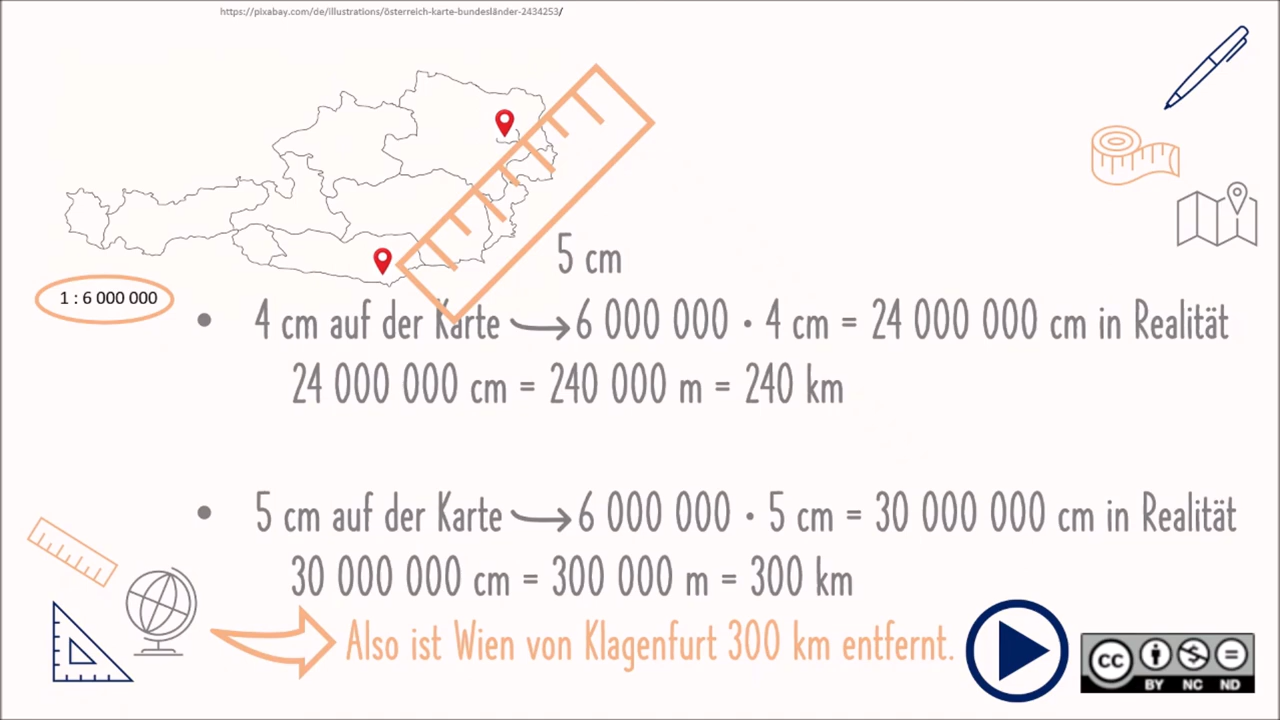 https://pixabay.com/de/illustrations/österreich-karte-bundesländer-2434253/
5 cm
1 : 6 000 000
• 4 cm auf der Karte → 6 000 000 · 4 cm = 24 000 000 cm in Realität
24 000 000 cm = 240 000 m = 240 km
• 5 cm auf der Karte → 6 000 000 · 5 cm = 30 000 000 cm in Realität
30 000 000 cm = 300 000 m = 300 km
Also ist Wien von Klagenfurt 300 km entfernt.
CC BY NC ND